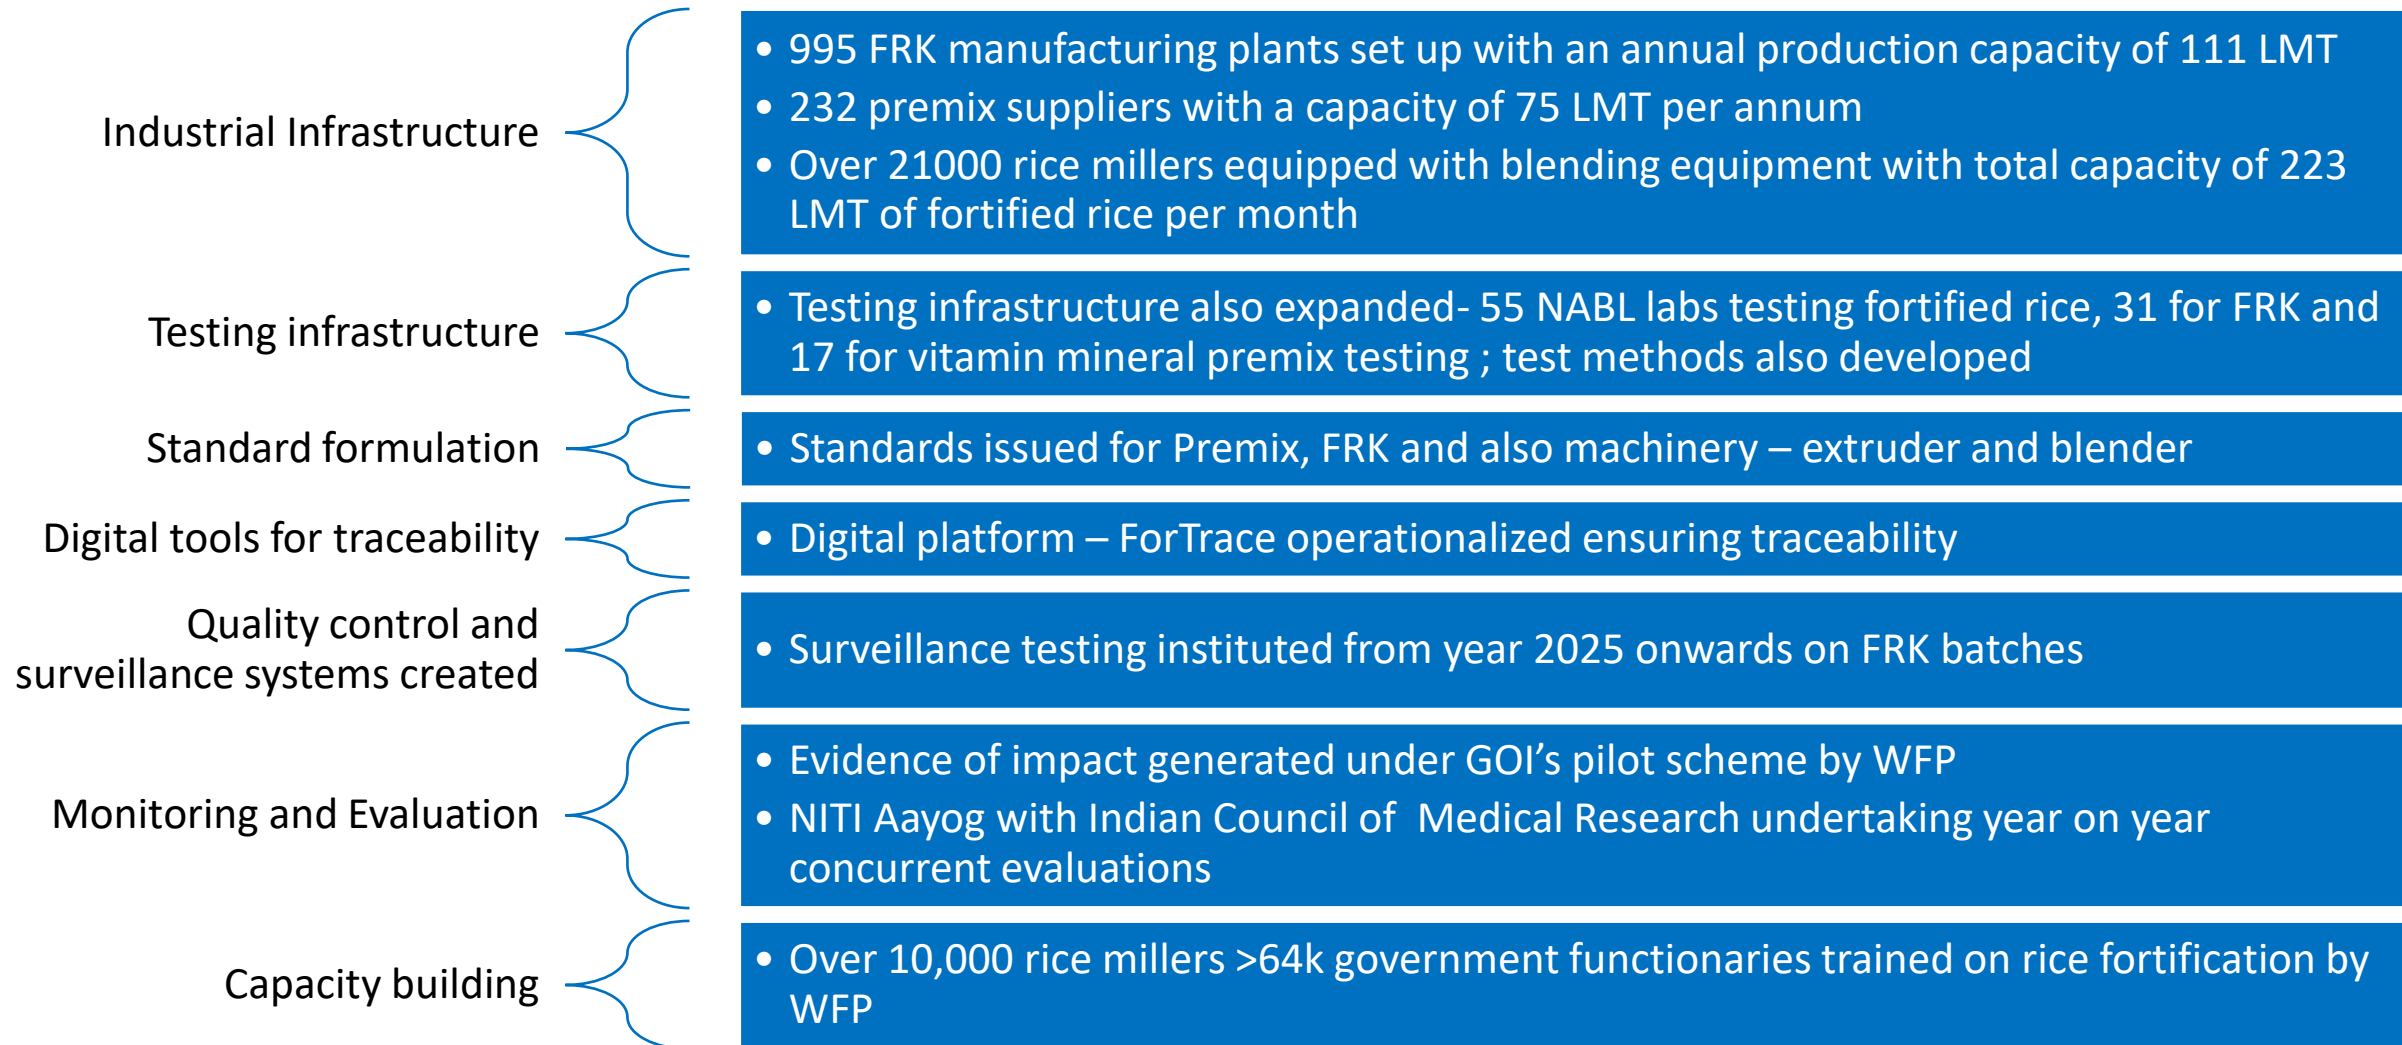 Industrial Infrastructure
• 995 FRK manufacturing plants set up with an annual production capacity of 111 LMT
• 232 premix suppliers with a capacity of 75 LMT per annum
• Over 21000 rice millers equipped with blending equipment with total capacity of 223
LMT of fortified rice per month
Testing infrastructure
• Testing infrastructure also expanded- 55 NABL labs testing fortified rice, 31 for FRK and
17 for vitamin mineral premix testing ; test methods also developed
Standard formulation
• Standards issued for Premix, FRK and also machinery – extruder and blender
Digital tools for traceability
• Digital platform – ForTrace operationalized ensuring traceability
Quality control and
surveillance systems created
• Surveillance testing instituted from year 2025 onwards on FRK batches
Monitoring and Evaluation
• Evidence of impact generated under GOI’s pilot scheme by WFP
• NITI Aayog with Indian Council of  Medical Research undertaking year on year
concurrent evaluations
Capacity building
• Over 10,000 rice millers >64k government functionaries trained on rice fortification by
WFP